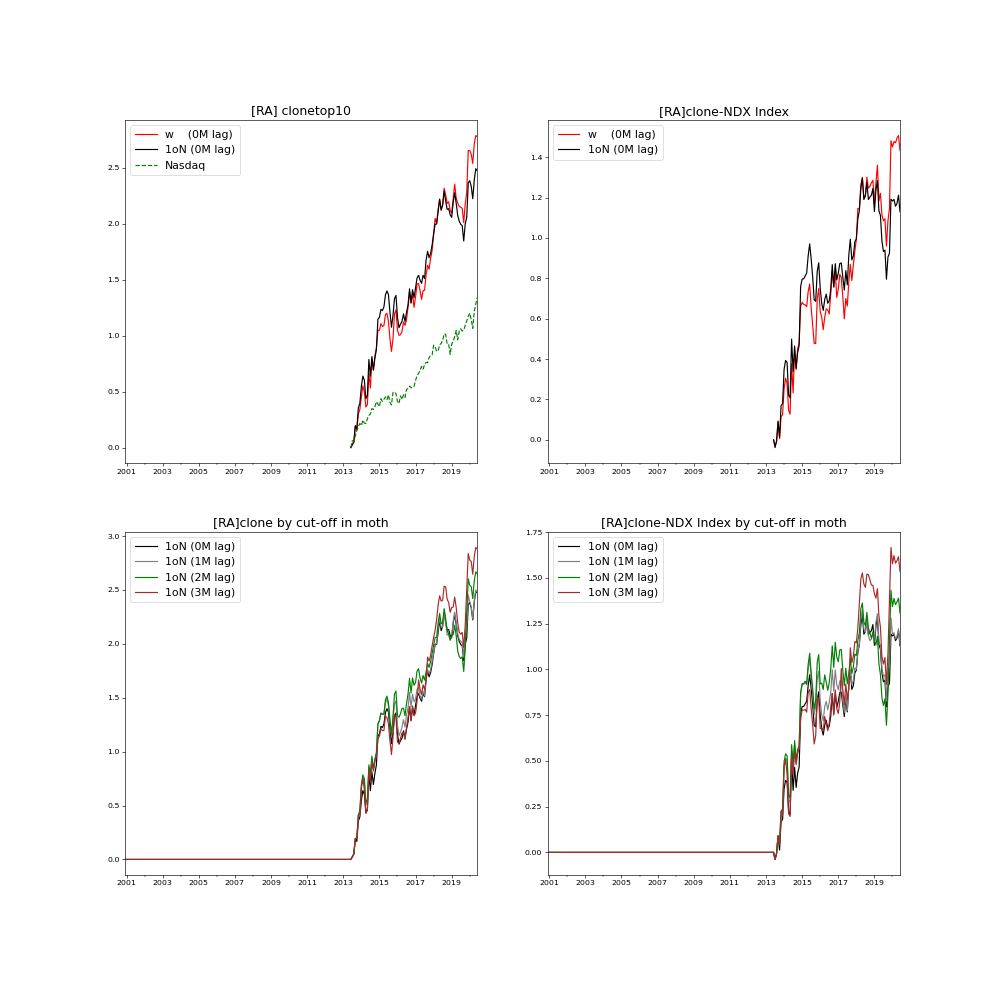 [RA] clonetop10
w (0M lag)
1oN (0M lag)
Nasdaq
2.5
2.0
1.5
1.0
0.5
0.0
2001 2003 2005 2007 2009 2011 2013 2015 2017 2019
[RA]clone-NDX Index
w (0M lag)
1oN (0M lag)
1.4
1.2
1.0
0.8
0.6
0.4
0.2
0.0
2001 2003 2005 2007 2009 2011 2013 2015 2017 2019
[RA]clone by cut-off in moth
1oN (0M lag)
1oN (1M lag)
1oN (2M lag)
1oN (3M lag)
3.0
2.5
2.0
1.5
1.0
0.5
0.0
2001 2003 2005 2007 2009 2011 2013 2015 2017 2019
[RA]clone-NDX Index by cut-off in moth
1oN (0M lag)
1oN (1M lag)
1oN (2M lag)
1oN (3M lag)
1.75
1.50
1.25
1.00
0.75
0.50
0.25
0.00
2001 2003 2005 2007 2009 2011 2013 2015 2017 2019